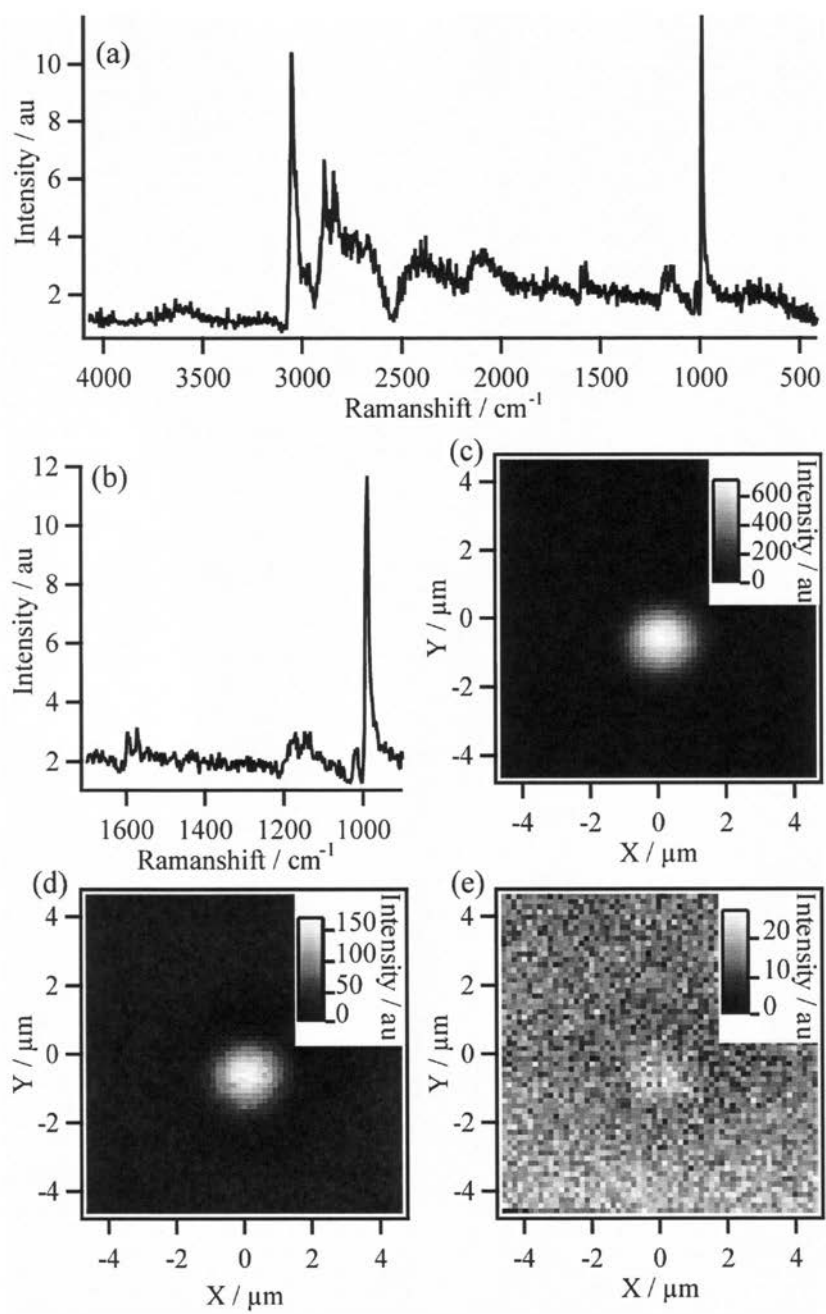 (a)
10
8
6
4
2
Intensity / au
4000 3500 3000 2500 2000 1500 1000 500
Ramanshift / cm⁻¹
(b)
12
10
8
6
4
2
Intensity / au
1600 1400 1200 1000
Ramanshift / cm⁻¹
(c)
600
400
200
0
Intensity / au
4
2
0
-2
-4
Y / µm
-4 -2 0 2 4
X / µm
(d)
150
100
50
0
Intensity / au
4
2
0
-2
-4
Y / µm
-4 -2 0 2 4
X / µm
(e)
20
10
0
Intensity / au
4
2
0
-2
-4
Y / µm
-4 -2 0 2 4
X / µm